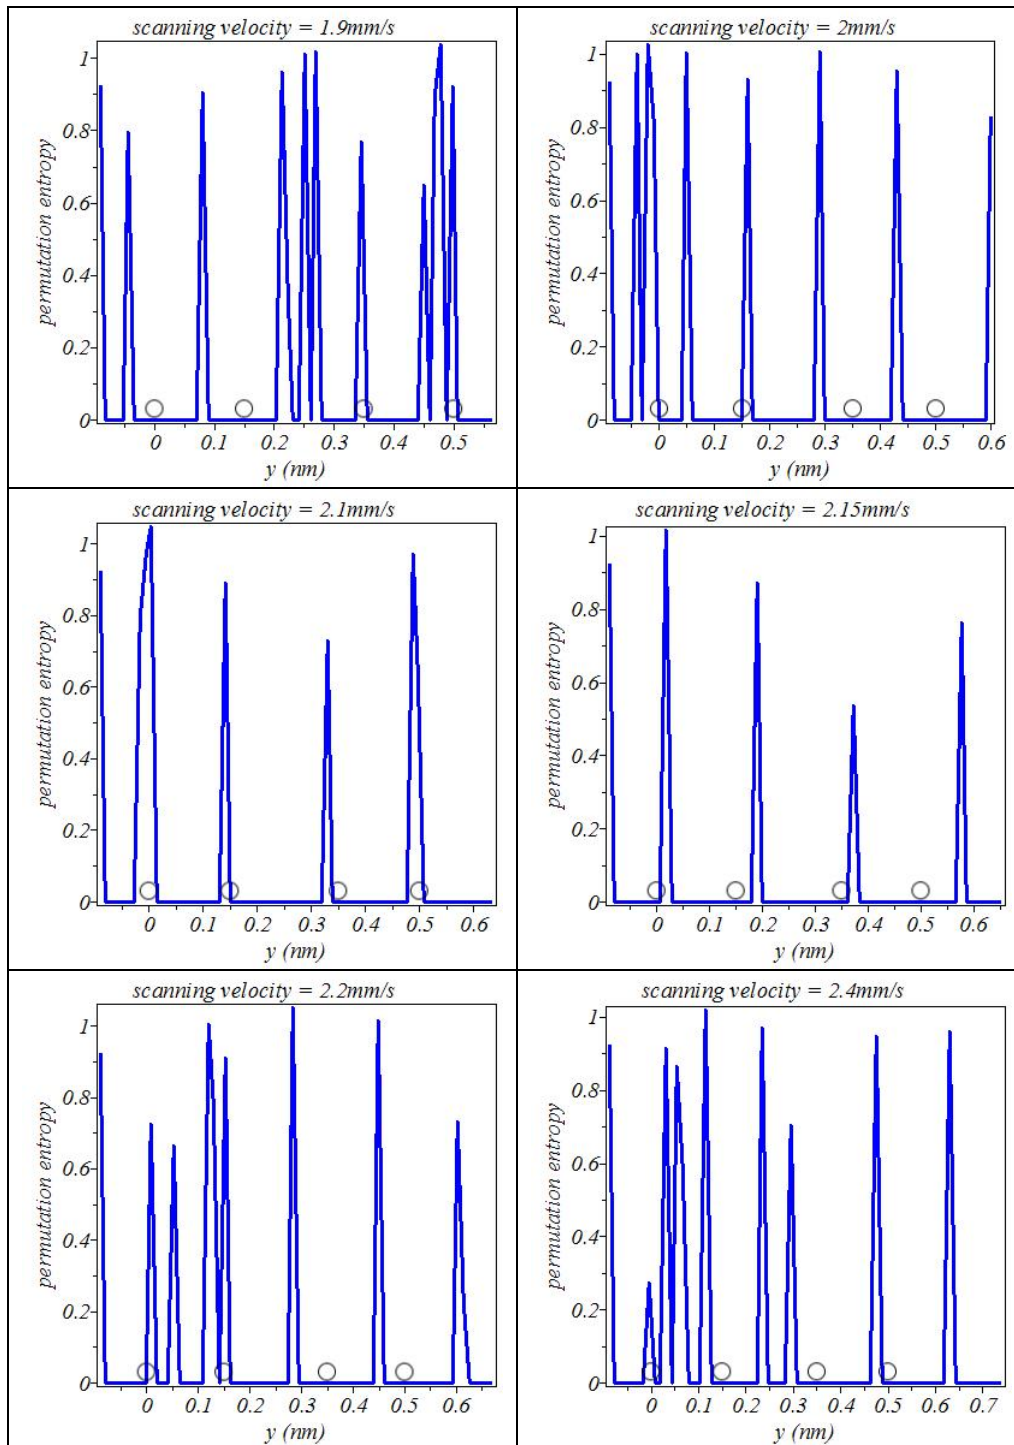 scanning velocity = 1.9mm/s
permutation entropy
1
0.8
0.6
0.4
0.2
0
0 0.1 0.2 0.3 0.4 0.5
y (nm)
scanning velocity = 2mm/s
permutation entropy
1
0.8
0.6
0.4
0.2
0
0 0.1 0.2 0.3 0.4 0.5 0.6
y (nm)
scanning velocity = 2.1mm/s
permutation entropy
1
0.8
0.6
0.4
0.2
0
0 0.1 0.2 0.3 0.4 0.5 0.6
y (nm)
scanning velocity = 2.15mm/s
permutation entropy
1
0.8
0.6
0.4
0.2
0
0 0.1 0.2 0.3 0.4 0.5 0.6
y (nm)
scanning velocity = 2.2mm/s
permutation entropy
1
0.8
0.6
0.4
0.2
0
0 0.1 0.2 0.3 0.4 0.5 0.6
y (nm)
scanning velocity = 2.4mm/s
permutation entropy
1
0.8
0.6
0.4
0.2
0
0 0.1 0.2 0.3 0.4 0.5 0.6 0.7
y (nm)